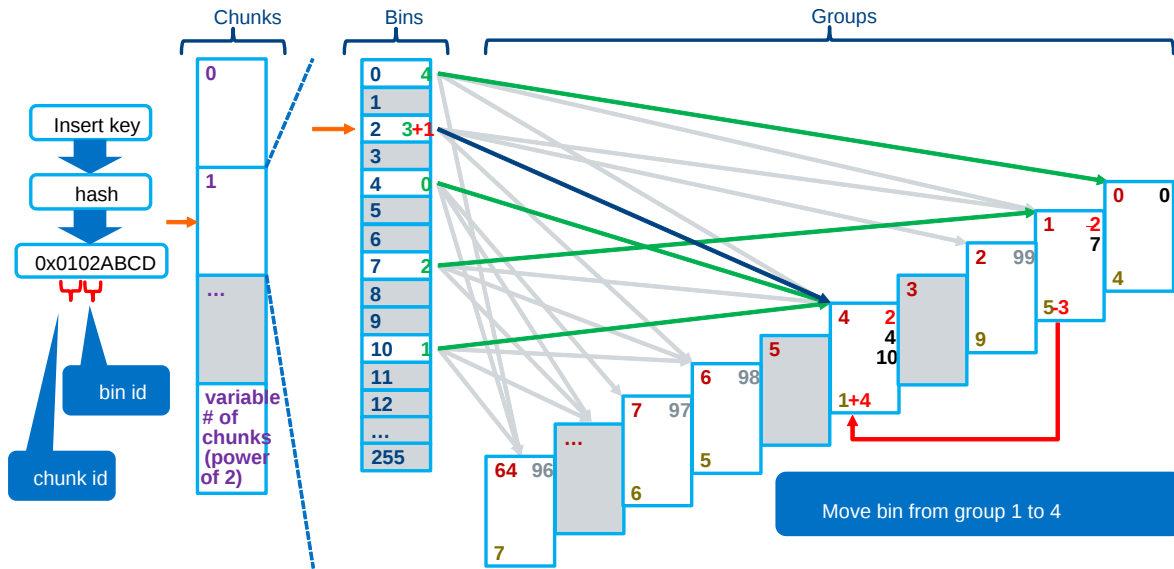 Chunks
Bins
Groups
Insert key
hash
0x0102ABCD
bin id
chunk id
0
1
...
variable
# of
chunks
(power
of 2)
0 4
1
2 3+1
3
4 0
5
6
7 2
8
9
10 1
11
12
...
255
64 96
7
...
7 97
6
6 98
5
5
4 2
4
10
1+4
3
2 99
9
1 -2
7
5-3
0 0
4
Move bin from group 1 to 4